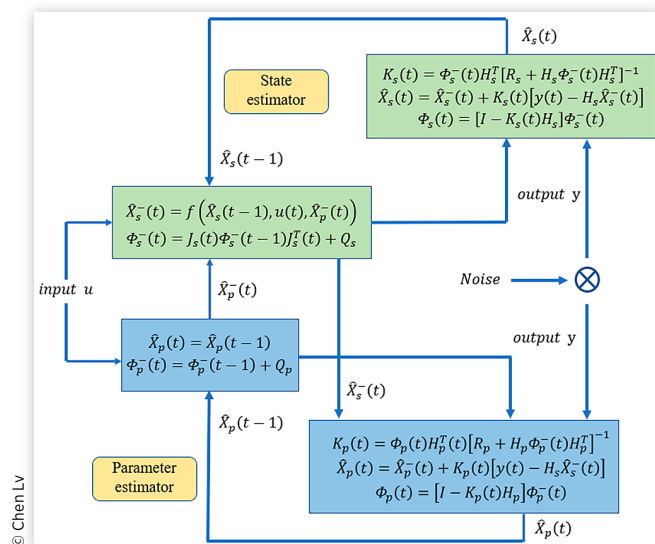 X̂ₛ(t)
State
estimator
Kₛ(t) = Φₛ⁻(t)Hₛᵀ[Rₛ + HₛΦₛ⁻(t)Hₛᵀ]⁻¹
X̂ₛ(t) = X̂ₛ⁻(t) + Kₛ(t)[y(t) − HₛX̂ₛ⁻(t)]
Φₛ(t) = [I − Kₛ(t)Hₛ]Φₛ⁻(t)
X̂ₛ(t−1)
output y
X̂ₛ⁻(t) = f(X̂ₛ(t−1), u(t), X̂ₚ⁻(t))
Φₛ⁻(t) = Jₛ(t)Φₛ⁻(t−1)Jₛᵀ(t) + Qₛ
input u
X̂ₚ⁻(t)
Noise
output y
X̂ₚ(t) = X̂ₚ(t−1)
Φₚ⁻(t) = Φₚ⁻(t−1) + Qₚ
X̂ₛ⁻(t)
X̂ₚ(t−1)
Kₚ(t) = Φₚ(t)Hₚᵀ(t)[Rₚ + HₚΦₚ⁻(t)Hₚᵀ]⁻¹
X̂ₚ(t) = X̂ₚ⁻(t) + Kₚ(t)[y(t) − HₛX̂ₛ⁻(t)]
Φₚ(t) = [I − Kₚ(t)Hₚ]Φₚ⁻(t)
Parameter
estimator
X̂ₚ(t)
© Chen Lv